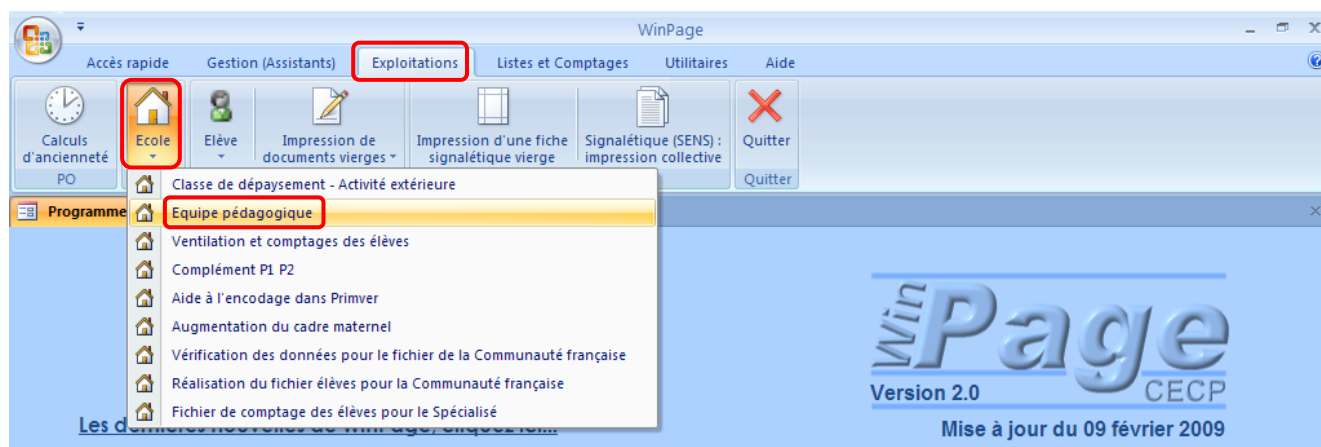 WinPage
Accès rapide Gestion (Assistants) Exploitations Listes et Comptages Utilitaires Aide
Calculs d'ancienneté
Ecole
Elève
Impression de documents vierges
Impression d'une fiche signalétique vierge
Signalétique (SENS) : impression collective
Quitter
PO
Quitter
Programme
Classe de dépaysement - Activité extérieure
Equipe pédagogique
Ventilation et comptages des élèves
Complément P1 P2
Aide à l'encodage dans Primver
Augmentation du cadre maternel
Vérification des données pour le fichier de la Communauté française
Réalisation du fichier élèves pour la Communauté française
Fichier de comptage des élèves pour le Spécialisé
Win Page
Version 2.0 CECP
Mise à jour du 09 février 2009